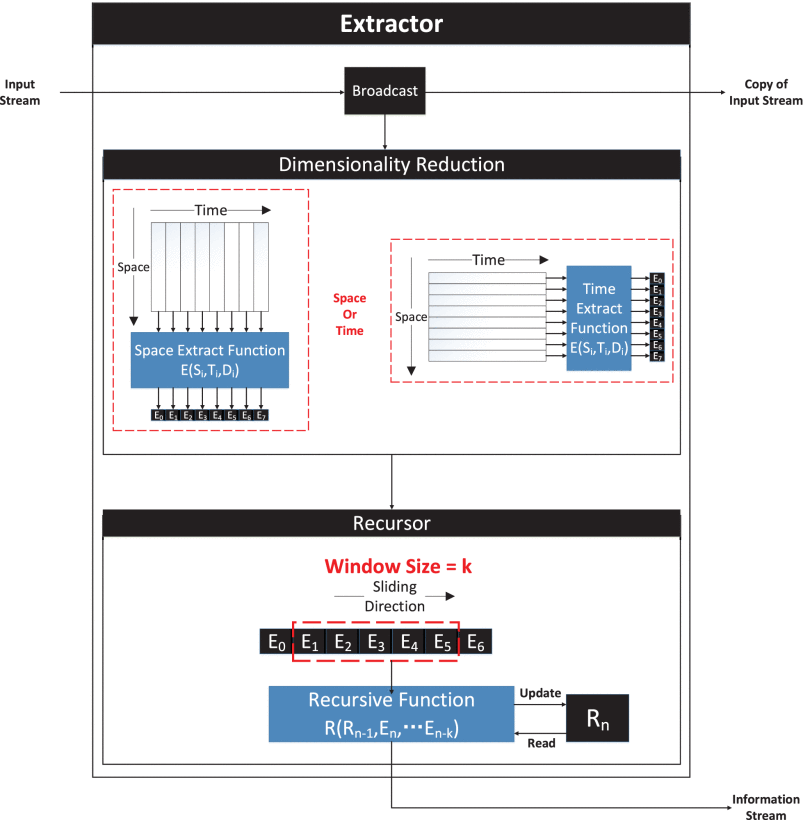 Extractor
Input
Stream
Broadcast
Copy of
Input Stream
Dimensionality Reduction
Time
Space
Space Extract Function
E(Si,Ti,Di)
E0 E1 E2 E3 E4 E5 E6 E7
Space
Or
Time
Time
Space
Time
Extract
Function
E(Si,Ti,Di)
E0
E1
E2
E3
E4
E5
E6
E7
Recursor
Window Size = k
Sliding
Direction
E0 E1 E2 E3 E4 E5 E6
Recursive Function
R(Rn-1,En,···En-k)
Update
Read
Rn
Information
Stream